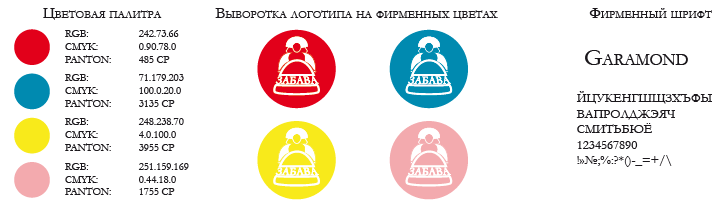 Цветовая палитра
RGB: 242.73.66
CMYK: 0.90.78.0
PANTON: 485 CP
RGB: 71.179.203
CMYK: 100.0.20.0
PANTON: 3135 CP
RGB: 248.238.70
CMYK: 4.0.100.0
PANTON: 3955 CP
RGB: 251.159.169
CMYK: 0.44.18.0
PANTON: 1755 CP
Выворотка логотипа на фирменных цветах
ЗАБАВА
ЗАБАВА
ЗАБАВА
ЗАБАВА
Фирменный шрифт
Garamond
ЙЦУКЕНГШЩЗХЪФЫ
ВАПРОЛДЖЭЯЧ
СМИТЬБЮЁ
1234567890
!»№;%:?*()-_=+/\